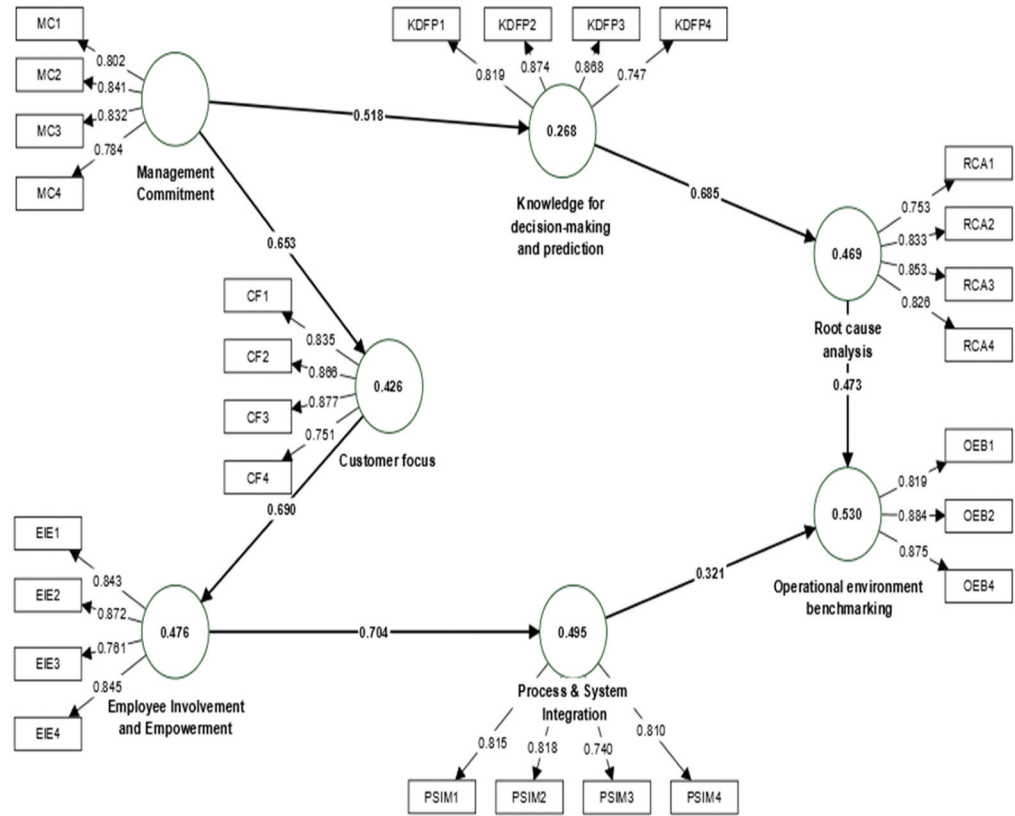 MC1
MC2
MC3
MC4
0.802
0.841
0.832
0.784
Management
Commitment
0.518
0.653
KDFP1
KDFP2
KDFP3
KDFP4
0.819
0.874
0.868
0.747
0.268
Knowledge for
decision-making
and prediction
0.685
RCA1
RCA2
RCA3
RCA4
0.753
0.833
0.853
0.826
0.469
Root cause
analysis
0.473
CF1
CF2
CF3
CF4
0.835
0.866
0.877
0.751
0.426
Customer focus
0.690
EIE1
EIE2
EIE3
EIE4
0.843
0.872
0.761
0.845
0.476
Employee Involvement
and Empowerment
0.704
0.495
Process & System
Integration
0.815
0.818
0.740
0.810
PSIM1
PSIM2
PSIM3
PSIM4
0.321
0.530
Operational environment
benchmarking
0.819
0.884
0.875
OEB1
OEB2
OEB4